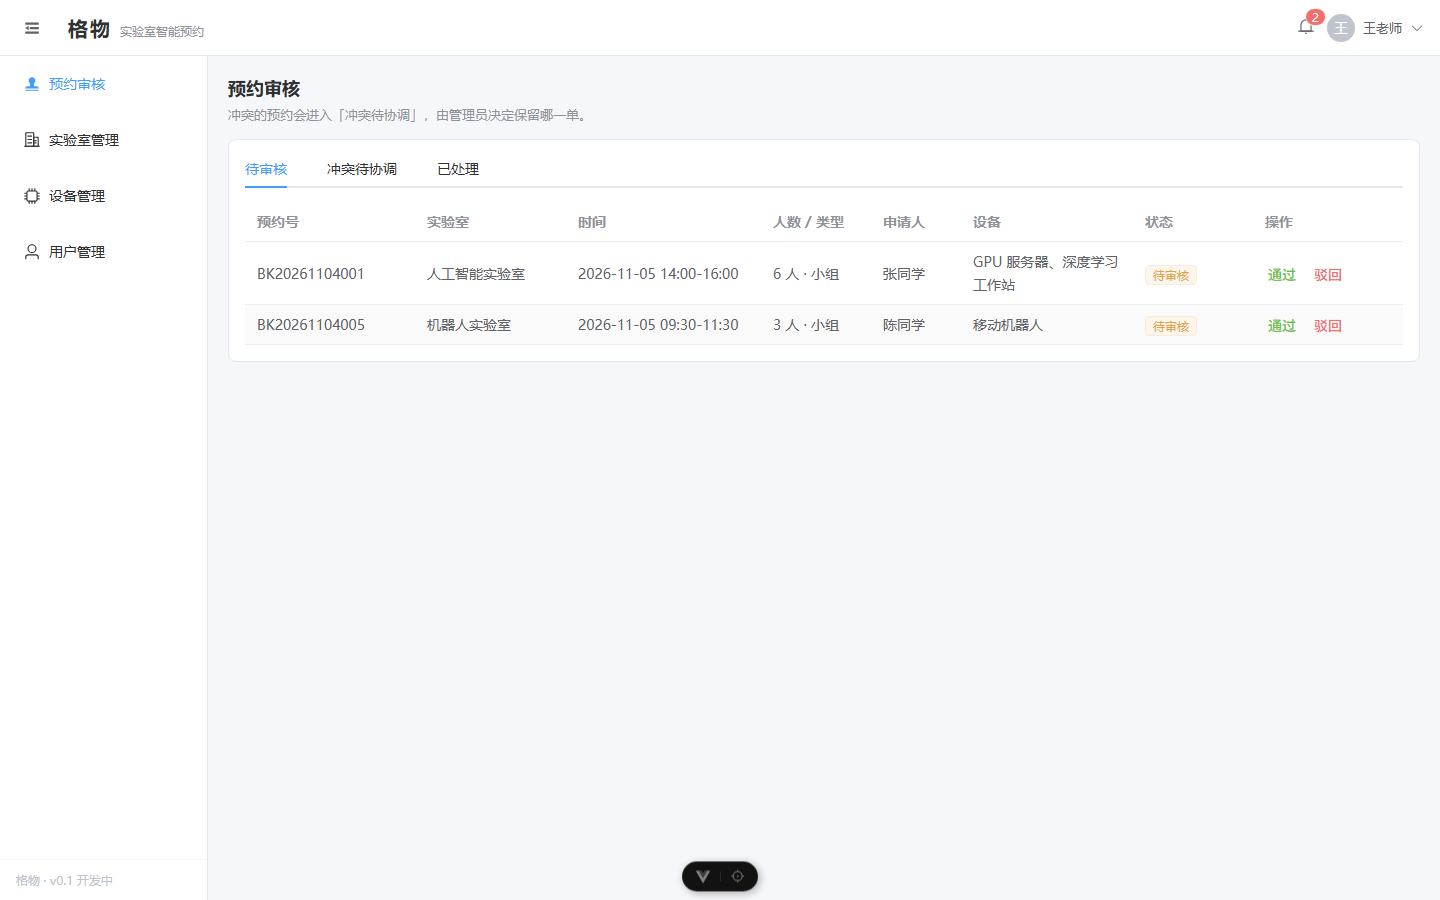 格物 实验室智能预约
2 王 王老师
预约审核
实验室管理
设备管理
用户管理
预约审核
冲突的预约会进入「冲突待协调」，由管理员决定保留哪一单。
待审核 冲突待协调 已处理
预约号 实验室 时间 人数 / 类型 申请人 设备 状态 操作
BK20261104001 人工智能实验室 2026-11-05 14:00-16:00 6 人 · 小组 张同学 GPU 服务器、深度学习 待审核 通过 驳回
工作站
BK20261104005 机器人实验室 2026-11-05 09:30-11:30 3 人 · 小组 陈同学 移动机器人 待审核 通过 驳回
格物 · v0.1 开发中